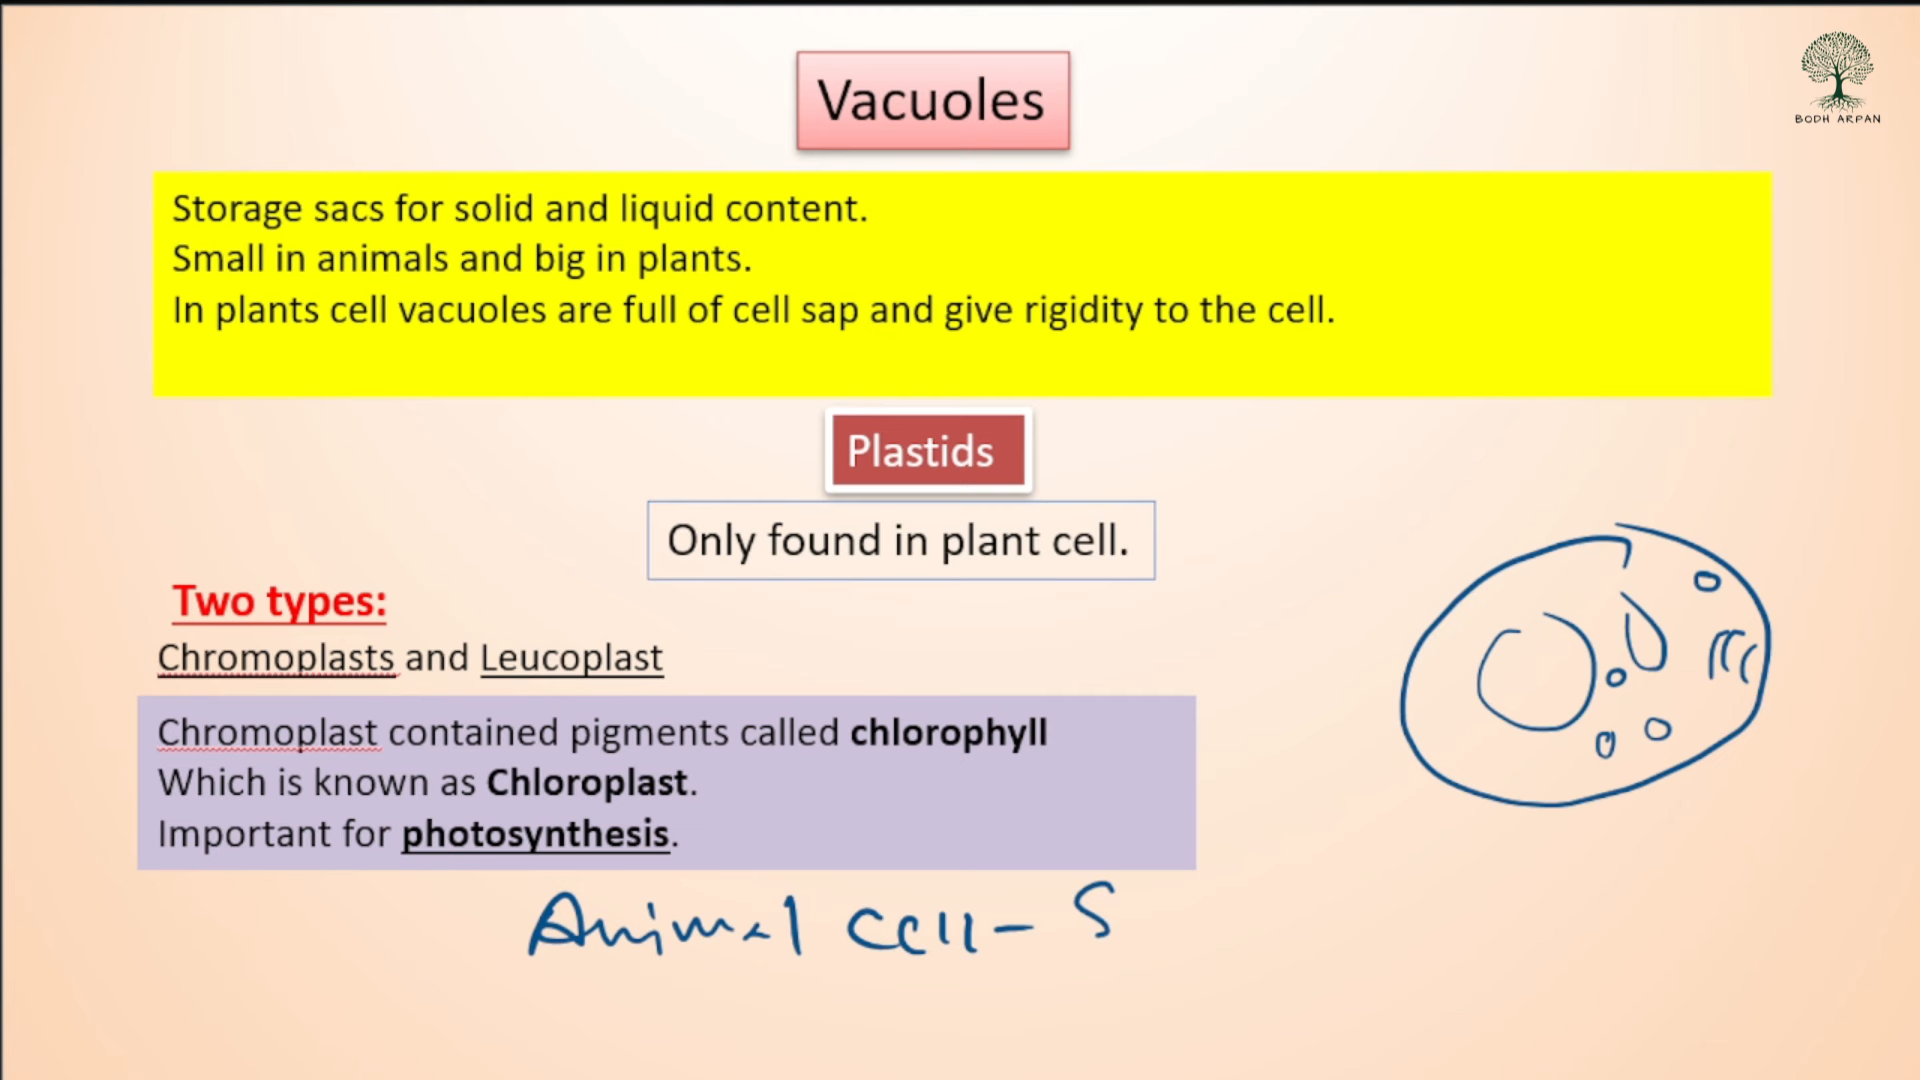 Vacuoles
BODH ARPAN
Storage sacs for solid and liquid content.
Small in animals and big in plants.
In plants cell vacuoles are full of cell sap and give rigidity to the cell.
Plastids
Only found in plant cell.
Two types:
Chromoplasts and Leucoplast
Chromoplast contained pigments called chlorophyll
Which is known as Chloroplast.
Important for photosynthesis.
Animal cell - S